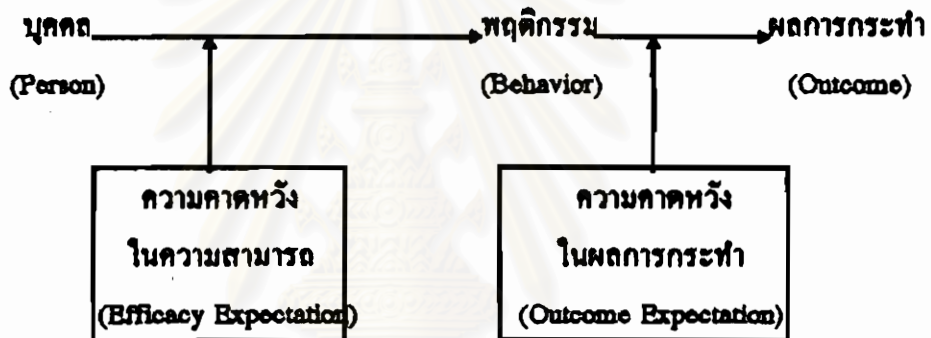 บุคคล พฤติกรรม ผลการกระทำ
(Person) (Behavior) (Outcome)
ความคาดหวัง ความคาดหวัง
ในความสามารถ ในผลการกระทำ
(Efficacy Expectation) (Outcome Expectation)